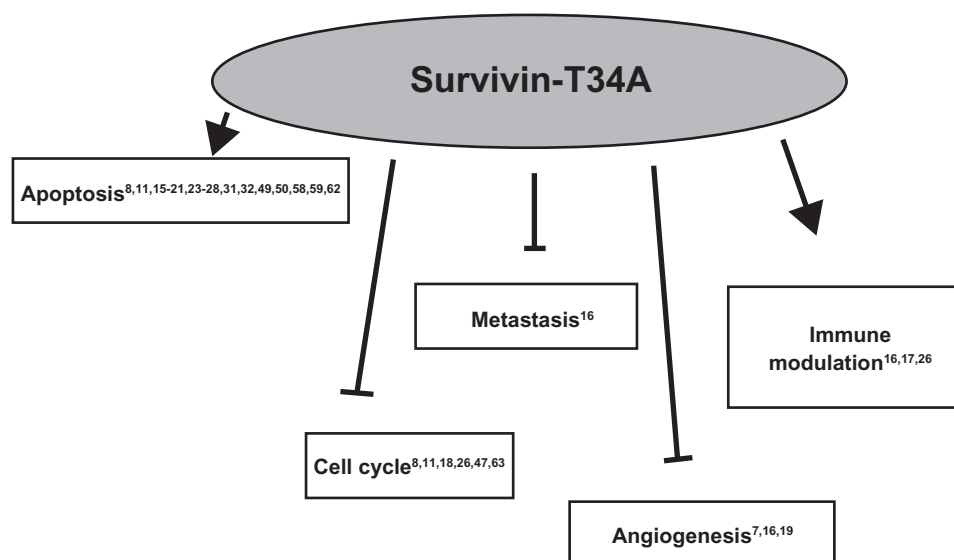 Survivin-T34A
Apoptosis8,11,15-21,23-28,31,32,49,50,58,59,62
Metastasis16
Immune
modulation16,17,26
Cell cycle8,11,18,26,47,63
Angiogenesis7,16,19